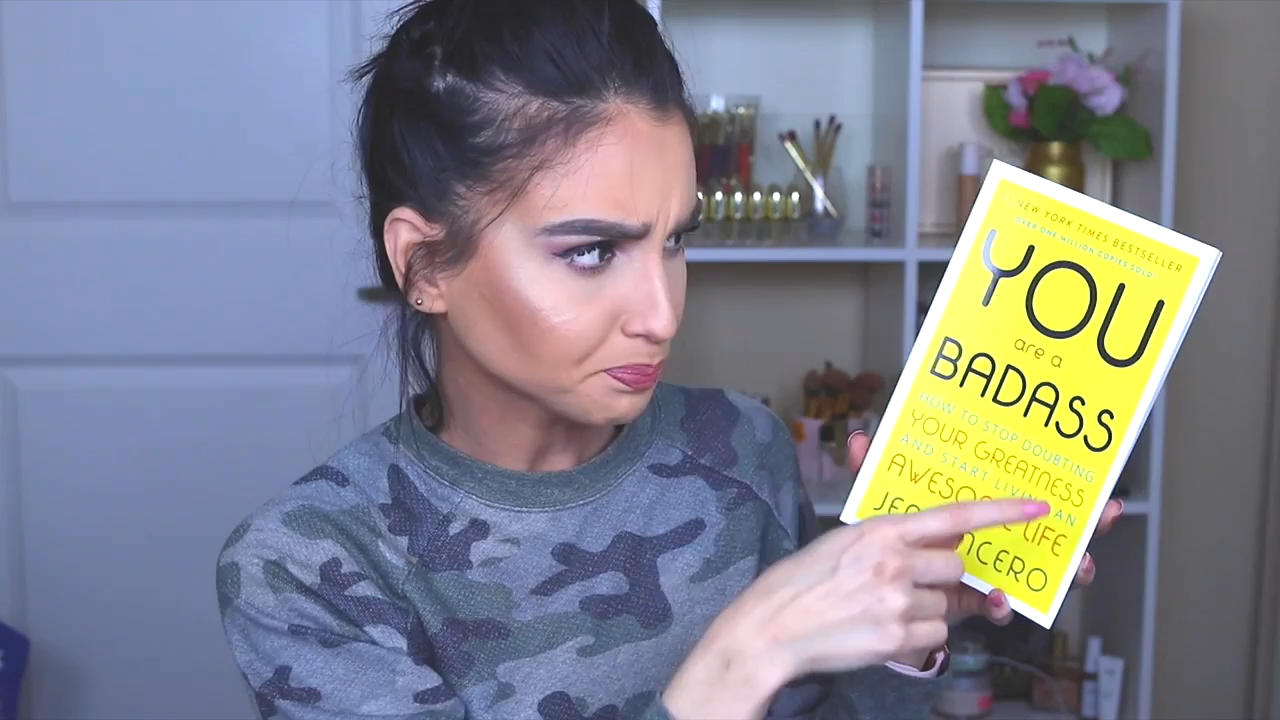 NEW YORK TIMES BESTSELLER
OVER ONE MILLION COPIES SOLD
YOU
are a
BADASS
HOW TO STOP DOUBTING
YOUR GREATNESS
AND START LIVING AN
LIFE